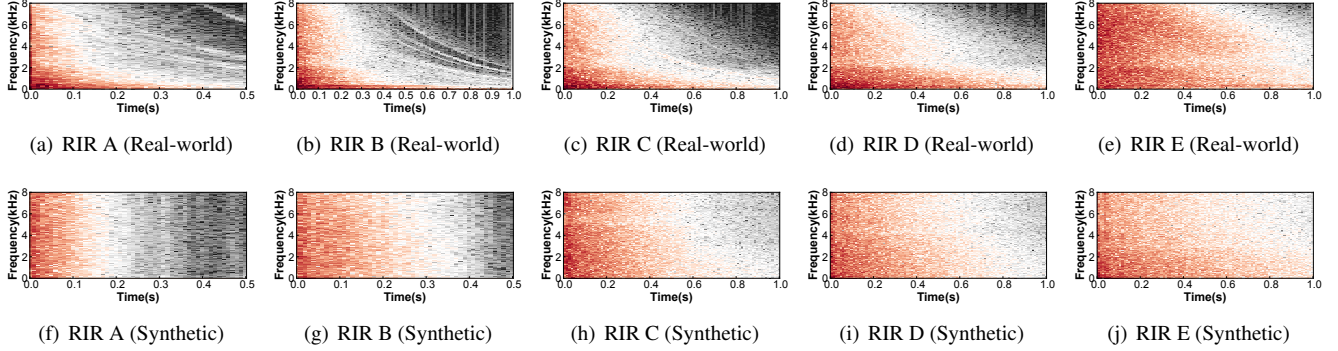 Frequency(kHz)
8
6
4
2
0
0.0 0.1 0.2 0.3 0.4 0.5
Time(s)
(a) RIR A (Real-world)
Frequency(kHz)
8
6
4
2
0
0.0 0.1 0.2 0.3 0.4 0.5 0.6 0.7 0.8 0.9 1.0
Time(s)
(b) RIR B (Real-world)
Frequency(kHz)
8
6
4
2
0
0.0 0.2 0.4 0.6 0.8 1.0
Time(s)
(c) RIR C (Real-world)
Frequency(kHz)
8
6
4
2
0
0.0 0.2 0.4 0.6 0.8 1.0
Time(s)
(d) RIR D (Real-world)
Frequency(kHz)
8
6
4
2
0
0.0 0.2 0.4 0.6 0.8 1.0
Time(s)
(e) RIR E (Real-world)
Frequency(kHz)
8
6
4
2
0
0.0 0.1 0.2 0.3 0.4 0.5
Time(s)
(f) RIR A (Synthetic)
Frequency(kHz)
8
6
4
2
0
0.0 0.1 0.2 0.3 0.4 0.5
Time(s)
(g) RIR B (Synthetic)
Frequency(kHz)
8
6
4
2
0
0.0 0.2 0.4 0.6 0.8 1.0
Time(s)
(h) RIR C (Synthetic)
Frequency(kHz)
8
6
4
2
0
0.0 0.2 0.4 0.6 0.8 1.0
Time(s)
(i) RIR D (Synthetic)
Frequency(kHz)
8
6
4
2
0
0.0 0.2 0.4 0.6 0.8 1.0
Time(s)
(j) RIR E (Synthetic)